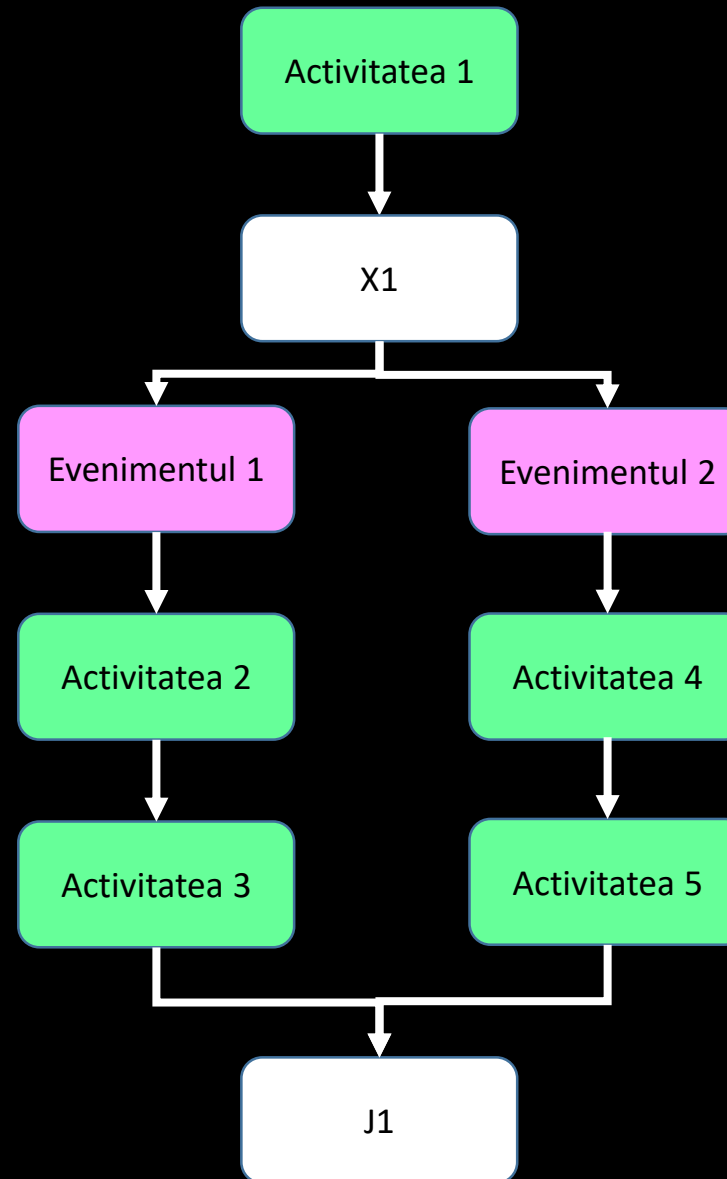 Activitatea 1
X1
Evenimentul 1
Evenimentul 2
Activitatea 2
Activitatea 4
Activitatea 3
Activitatea 5
J1